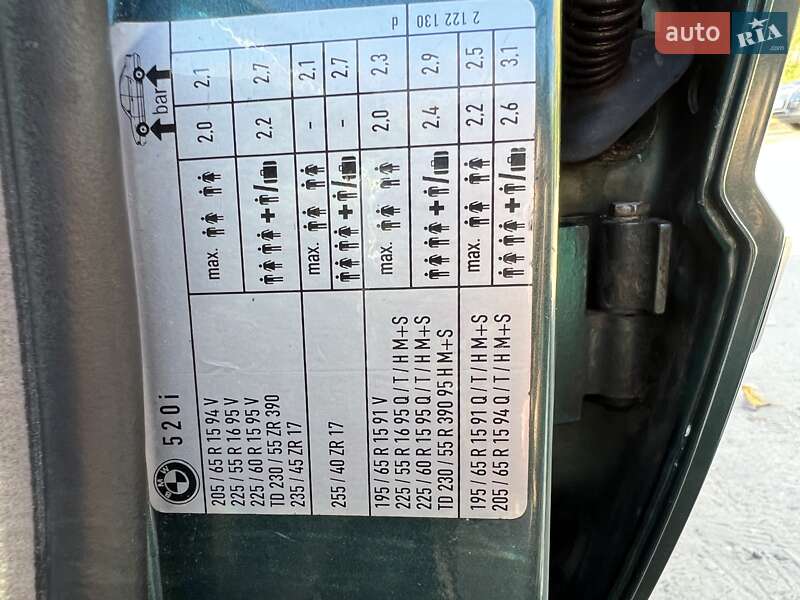 auto RIA.com
BMW 520i
bar
205 / 65 R 15 94 V
225 / 55 R 16 95 V
225 / 60 R 15 95 V
TD 230 / 55 ZR 390
235 / 45 ZR 17
max. 2.0 2.1
+ / 2.2 2.7
255 / 40 ZR 17
max. - 2.1
+ / - 2.7
195 / 65 R 15 91 V
225 / 55 R 16 95 Q / T / H M+S
225 / 60 R 15 95 Q / T / H M+S
TD 230 / 55 R 390 95 H M+S
max. 2.0 2.3
+ / 2.4 2.9
195 / 65 R 15 91 Q / T / H M+S
205 / 65 R 15 94 Q / T / H M+S
max. 2.2 2.5
+ / 2.6 3.1
d 2 122 130